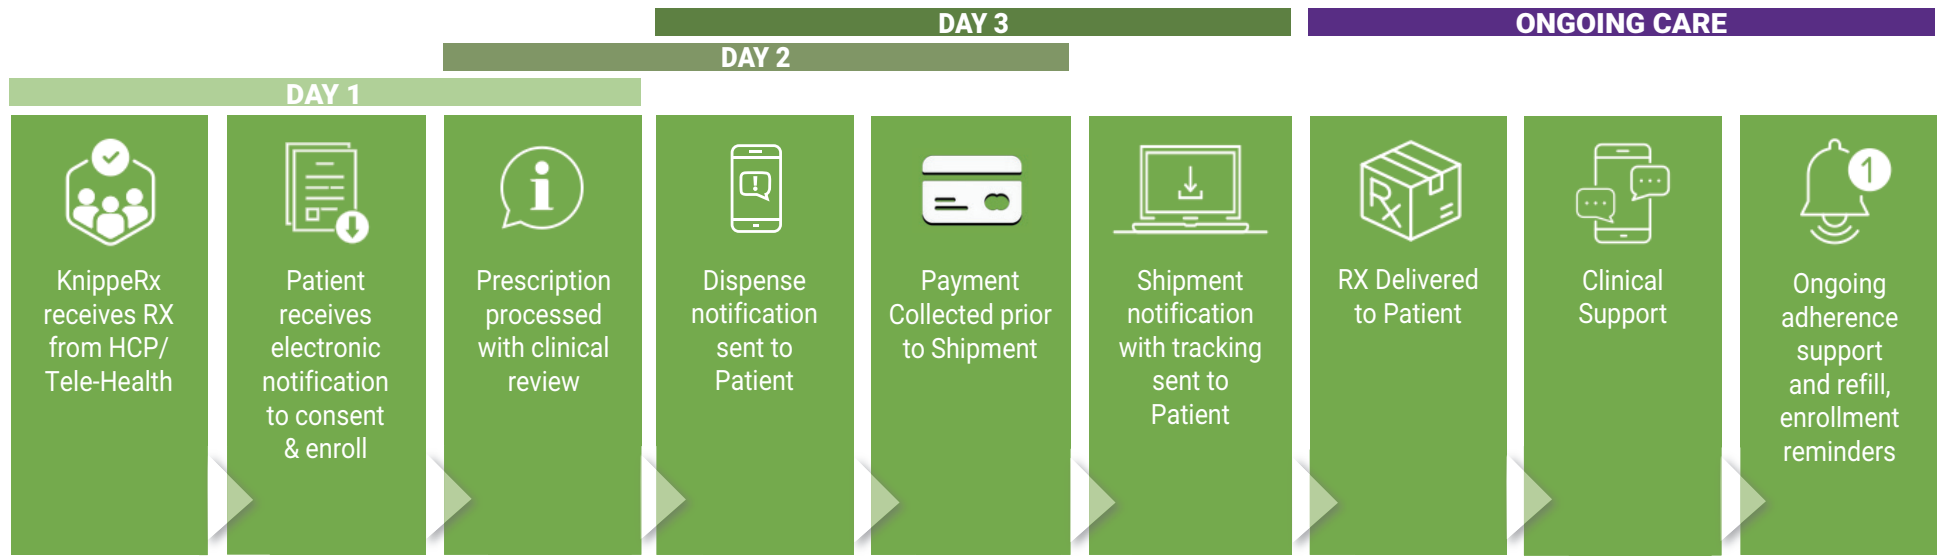 DAY 3
ONGOING CARE
DAY 2
DAY 1
KnippeRx
receives RX
from HCP/
Tele-Health
Patient
receives
electronic
notification
to consent
& enroll
Prescription
processed
with clinical
review
Dispense
notification
sent to
Patient
Payment
Collected prior
to Shipment
Shipment
notification
with tracking
sent to
Patient
Rx
RX Delivered
to Patient
Clinical
Support
1
Ongoing
adherence
support
and refill,
enrollment
reminders